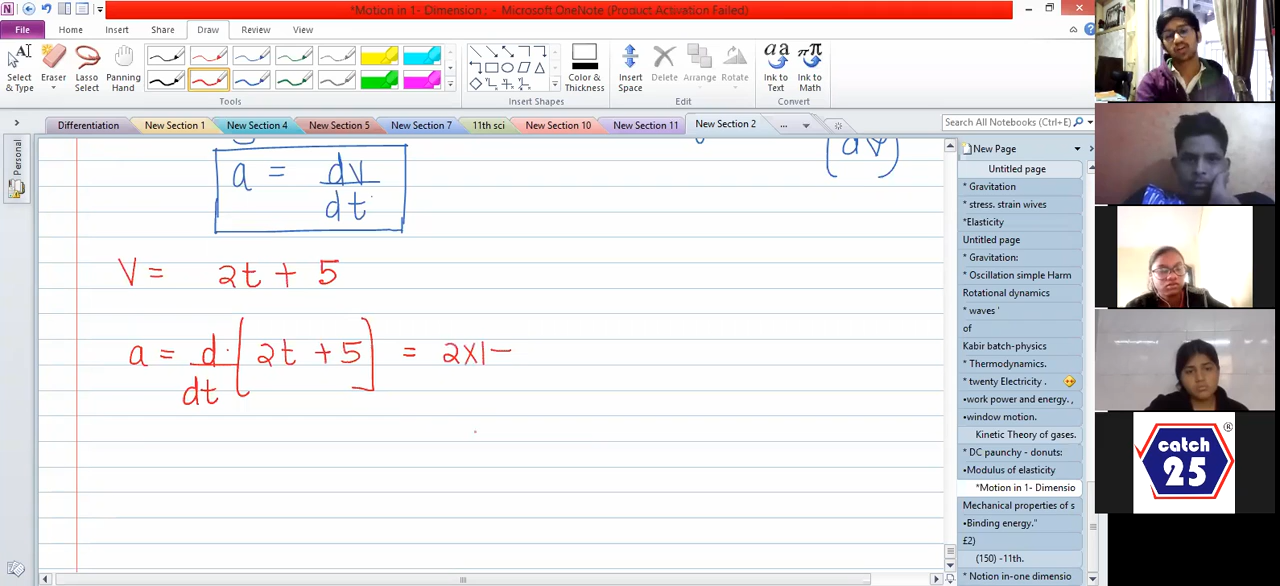 *Motion in 1- Dimension : - Microsoft OneNote (Product Activation Failed)
File Home Insert Share Draw Review View
Select & Type
Eraser
Lasso Select
Panning Hand
Color & Thickness
Insert Space
Delete
Arrange
Rotate
Ink to Text
Ink to Math
Tools
Insert Shapes
Edit
Convert
Differentiation New Section 1 New Section 4 New Section 5 New Section 7 11th sci New Section 10 New Section 11 New Section 2 ...
Search All Notebooks (Ctrl+E)
Personal
a = dv/dt
(dv)
V = 2t + 5
a = d/dt [2t + 5] = 2x1-
New Page
Untitled page
* Gravitation
* stress. strain wives
*Elasticity
Untitled page
* Gravitation:
* Oscillation simple Harm
Rotational dynamics
* waves '
of
Kabir batch-physics
* Thermodynamics.
* twenty Electricity .
•work power and energy. ,
•window motion.
Kinetic Theory of gases.
* DC paunchy - donuts:
•Modulus of elasticity
*Motion in 1- Dimensio
Mechanical properties of s
•Binding energy."
£2)
(150) -11th.
* Notion in-one dimensio
catch
25
®